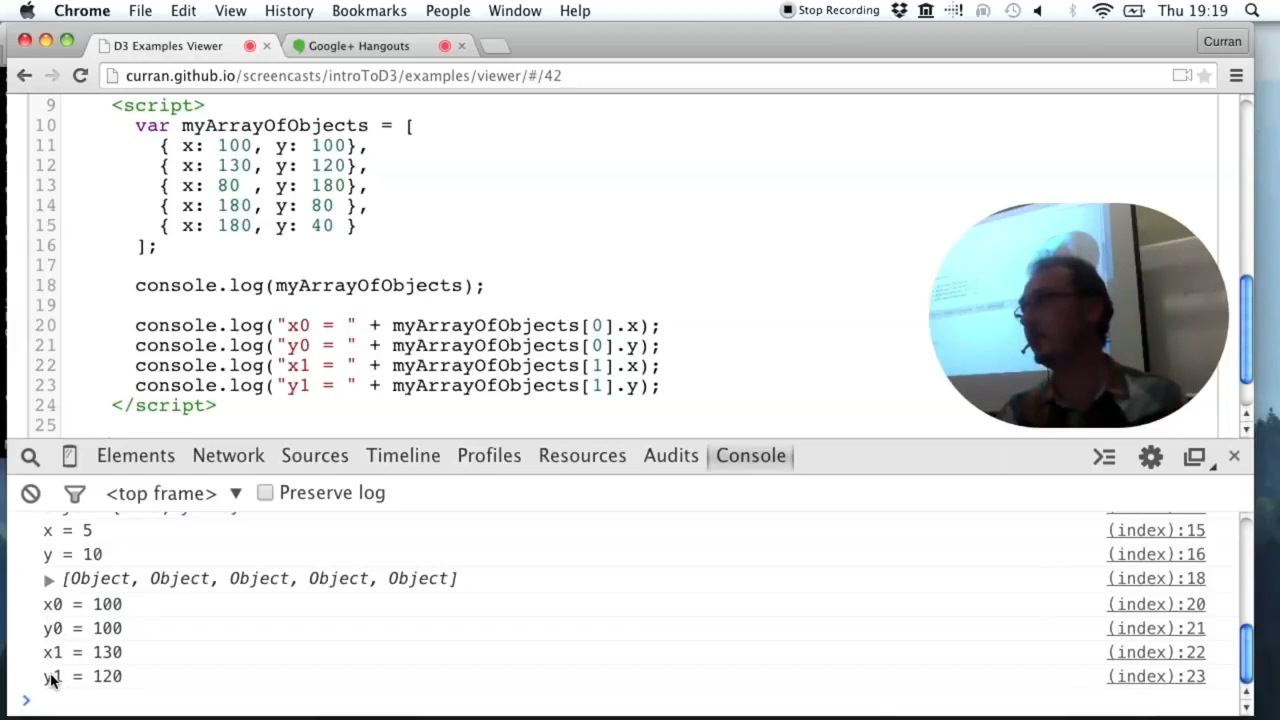 Chrome File Edit View History Bookmarks People Window Help Stop Recording Thu 19:19
D3 Examples Viewer × Google+ Hangouts × Curran
curran.github.io/screencasts/introToD3/examples/viewer/#/42
9 <script>
10 var myArrayOfObjects = [
11 { x: 100, y: 100},
12 { x: 130, y: 120},
13 { x: 80 , y: 180},
14 { x: 180, y: 80 },
15 { x: 180, y: 40 }
16 ];
17
18 console.log(myArrayOfObjects);
19
20 console.log("x0 = " + myArrayOfObjects[0].x);
21 console.log("y0 = " + myArrayOfObjects[0].y);
22 console.log("x1 = " + myArrayOfObjects[1].x);
23 console.log("y1 = " + myArrayOfObjects[1].y);
24 </script>
25
Elements Network Sources Timeline Profiles Resources Audits Console
<top frame> ▼ Preserve log
x = 5 (index):15
y = 10 (index):16
▶ [Object, Object, Object, Object, Object] (index):18
x0 = 100 (index):20
y0 = 100 (index):21
x1 = 130 (index):22
y1 = 120 (index):23
>